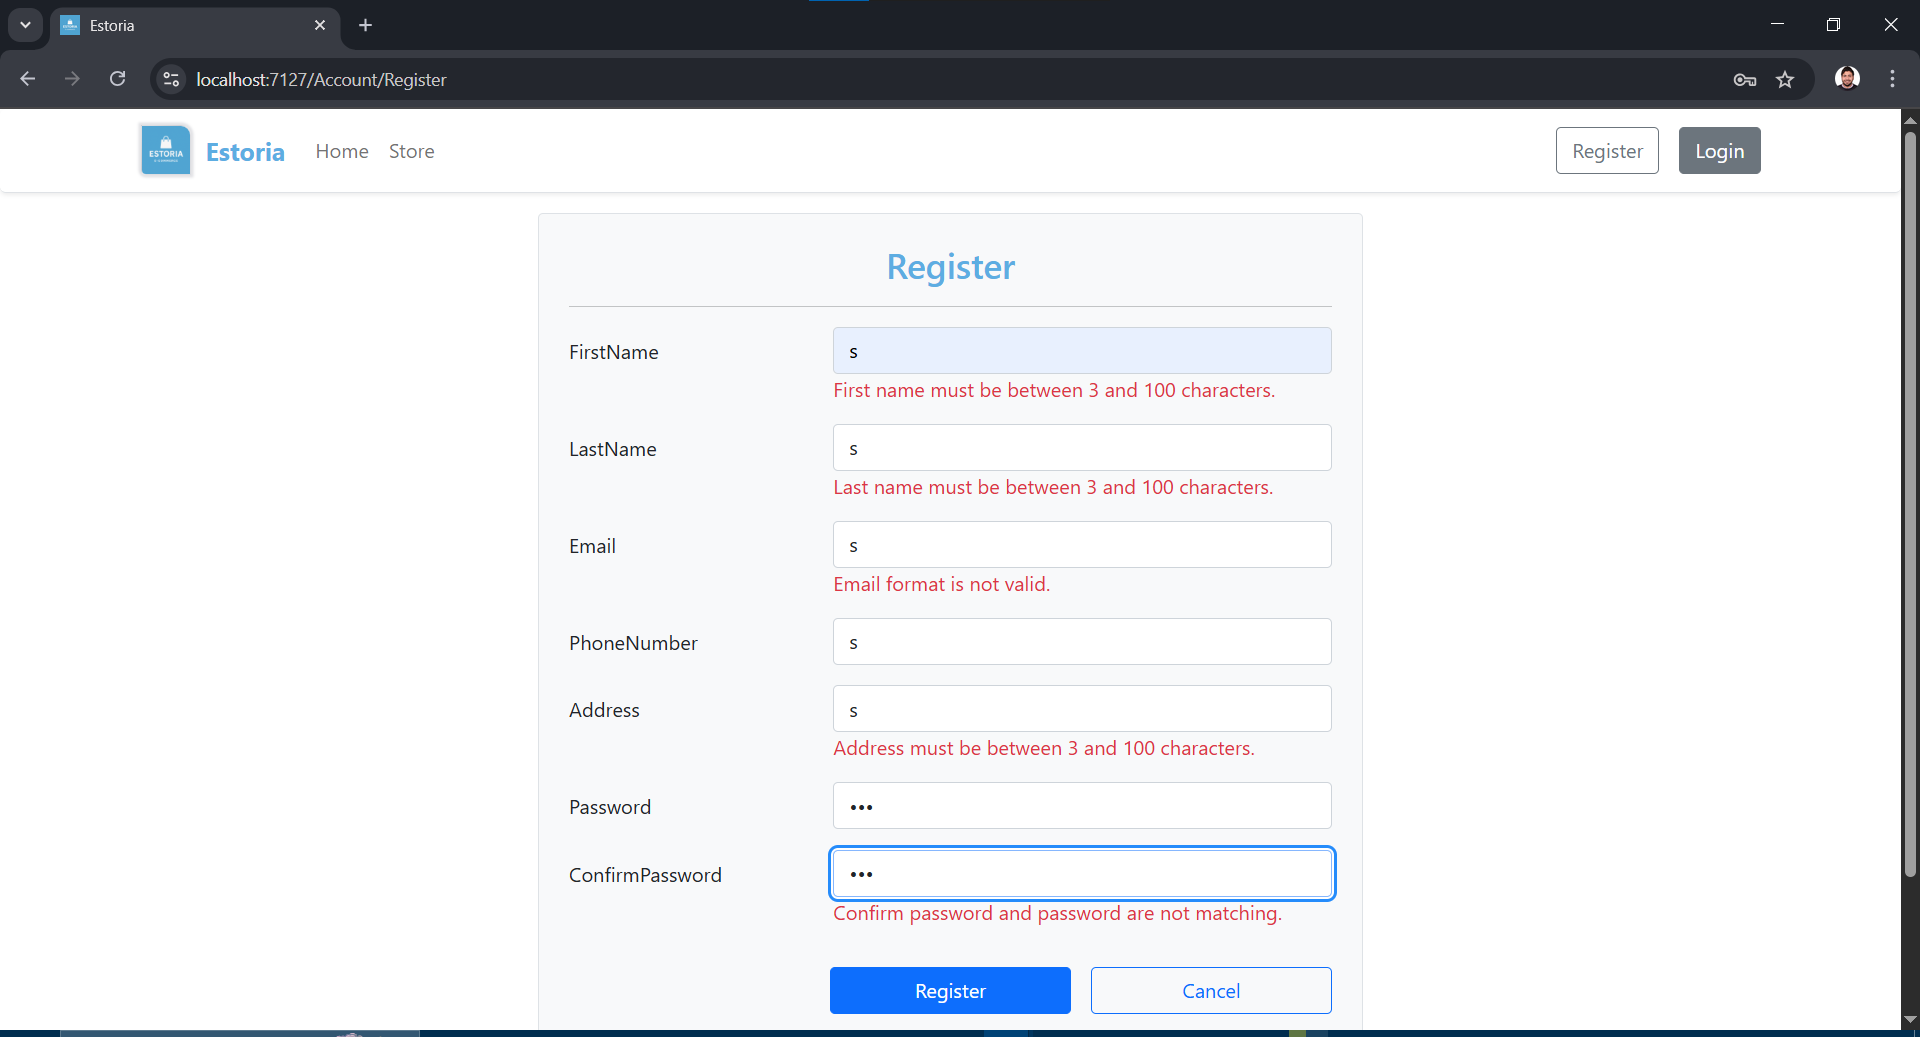 Estoria
localhost:7127/Account/Register
ESTORIA
Estoria
Home
Store
Register
Login
Register
FirstName
s
First name must be between 3 and 100 characters.
LastName
s
Last name must be between 3 and 100 characters.
Email
s
Email format is not valid.
PhoneNumber
s
Address
s
Address must be between 3 and 100 characters.
Password
•••
ConfirmPassword
•••
Confirm password and password are not matching.
Register
Cancel